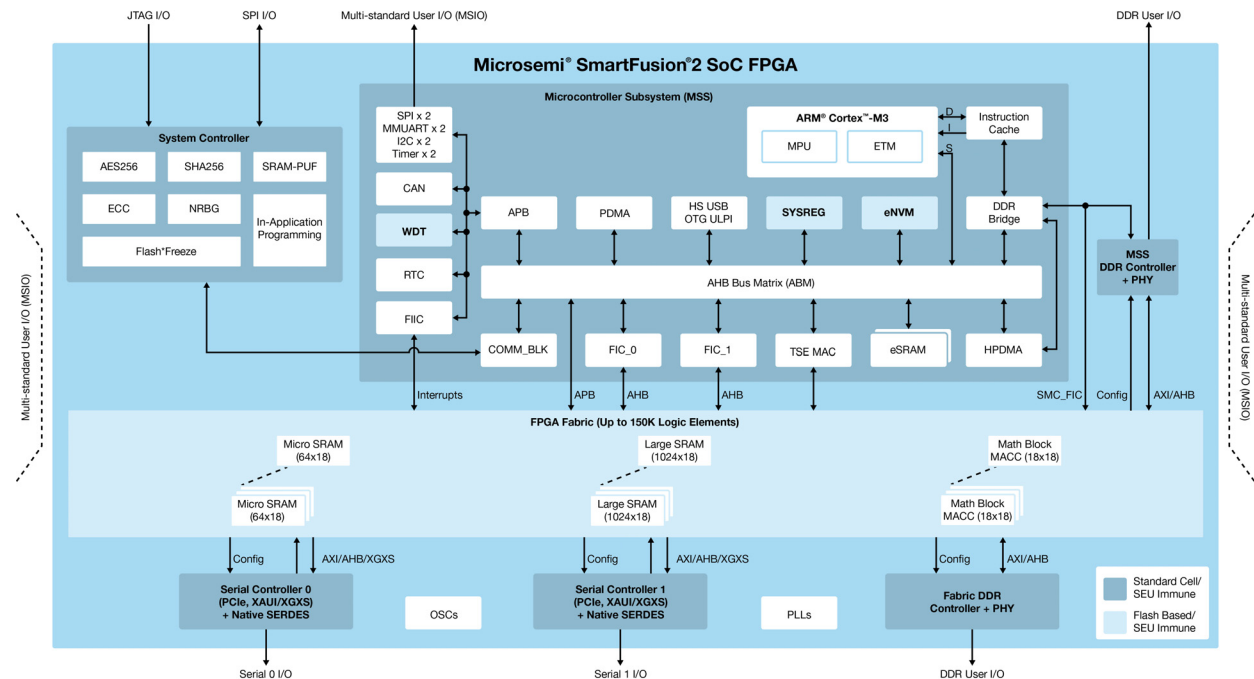 JTAG I/O
SPI I/O
Multi-standard User I/O (MSIO)
DDR User I/O
Microsemi® SmartFusion®2 SoC FPGA
Microcontroller Subsystem (MSS)
System Controller
AES256
SHA256
SRAM-PUF
ECC
NRBG
In-Application
Programming
Flash*Freeze
SPI x 2
MMUART x 2
I2C x 2
Timer x 2
CAN
WDT
RTC
FIIC
ARM® Cortex™-M3
MPU
ETM
D
I
S
Instruction
Cache
APB
PDMA
HS USB
OTG ULPI
SYSREG
eNVM
DDR
Bridge
AHB Bus Matrix (ABM)
COMM_BLK
FIC_0
FIC_1
TSE MAC
eSRAM
HPDMA
MSS
DDR Controller
+ PHY
Multi-standard User I/O (MSIO)
Multi-standard User I/O (MSIO)
Interrupts
APB
AHB
AHB
SMC_FIC
Config
AXI/AHB
FPGA Fabric (Up to 150K Logic Elements)
Micro SRAM
(64x18)
Large SRAM
(1024x18)
Math Block
MACC (18x18)
Micro SRAM
(64x18)
Large SRAM
(1024x18)
Math Block
MACC (18x18)
Config
AXI/AHB/XGXS
Config
AXI/AHB/XGXS
Config
AXI/AHB
Serial Controller 0
(PCIe, XAUI/XGXS)
+ Native SERDES
OSCs
Serial Controller 1
(PCIe, XAUI/XGXS)
+ Native SERDES
PLLs
Fabric DDR
Controller + PHY
Standard Cell/
SEU Immune
Flash Based/
SEU Immune
Serial 0 I/O
Serial 1 I/O
DDR User I/O